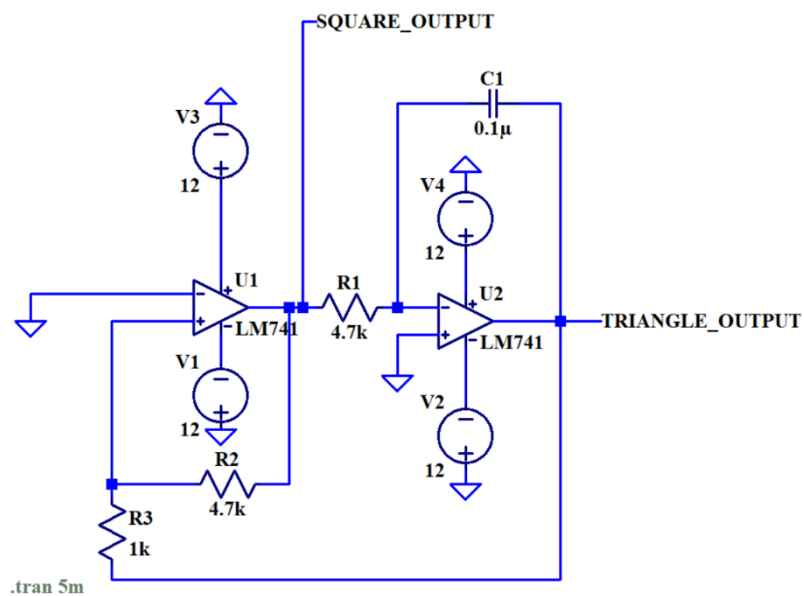 SQUARE_OUTPUT
C1
0.1µ
V3
12
V4
12
U1
LM741
R1
4.7k
U2
LM741
TRIANGLE_OUTPUT
V1
12
V2
12
R2
4.7k
R3
1k
.tran 5m